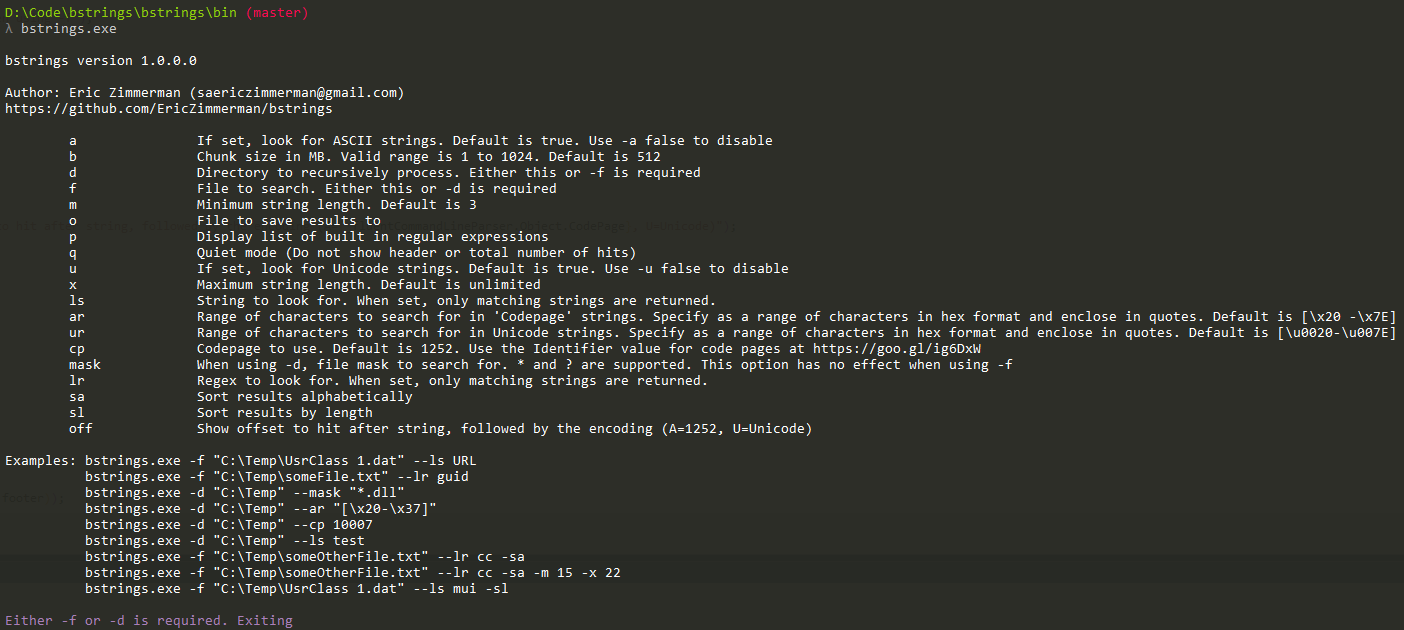 D:\Code\bstrings\bstrings\bin (master)
λ bstrings.exe

bstrings version 1.0.0.0

Author: Eric Zimmerman (saericzimmerman@gmail.com)
https://github.com/EricZimmerman/bstrings

a If set, look for ASCII strings. Default is true. Use -a false to disable
b Chunk size in MB. Valid range is 1 to 1024. Default is 512
d Directory to recursively process. Either this or -f is required
f File to search. Either this or -d is required
m Minimum string length. Default is 3
o File to save results to
p Display list of built in regular expressions
q Quiet mode (Do not show header or total number of hits)
u If set, look for Unicode strings. Default is true. Use -u false to disable
x Maximum string length. Default is unlimited
ls String to look for. When set, only matching strings are returned.
ar Range of characters to search for in 'Codepage' strings. Specify as a range of characters in hex format and enclose in quotes. Default is [\x20 -\x7E]
ur Range of characters to search for in Unicode strings. Specify as a range of characters in hex format and enclose in quotes. Default is [\u0020-\u007E]
cp Codepage to use. Default is 1252. Use the Identifier value for code pages at https://goo.gl/ig6DxW
mask When using -d, file mask to search for. * and ? are supported. This option has no effect when using -f
lr Regex to look for. When set, only matching strings are returned.
sa Sort results alphabetically
sl Sort results by length
off Show offset to hit after string, followed by the encoding (A=1252, U=Unicode)

Examples: bstrings.exe -f "C:\Temp\UsrClass 1.dat" --ls URL
bstrings.exe -f "C:\Temp\someFile.txt" --lr guid
bstrings.exe -d "C:\Temp" --mask "*.dll"
bstrings.exe -d "C:\Temp" --ar "[\x20-\x37]"
bstrings.exe -d "C:\Temp" --cp 10007
bstrings.exe -d "C:\Temp" --ls test
bstrings.exe -f "C:\Temp\someOtherFile.txt" --lr cc -sa
bstrings.exe -f "C:\Temp\someOtherFile.txt" --lr cc -sa -m 15 -x 22
bstrings.exe -f "C:\Temp\UsrClass 1.dat" --ls mui -sl

Either -f or -d is required. Exiting